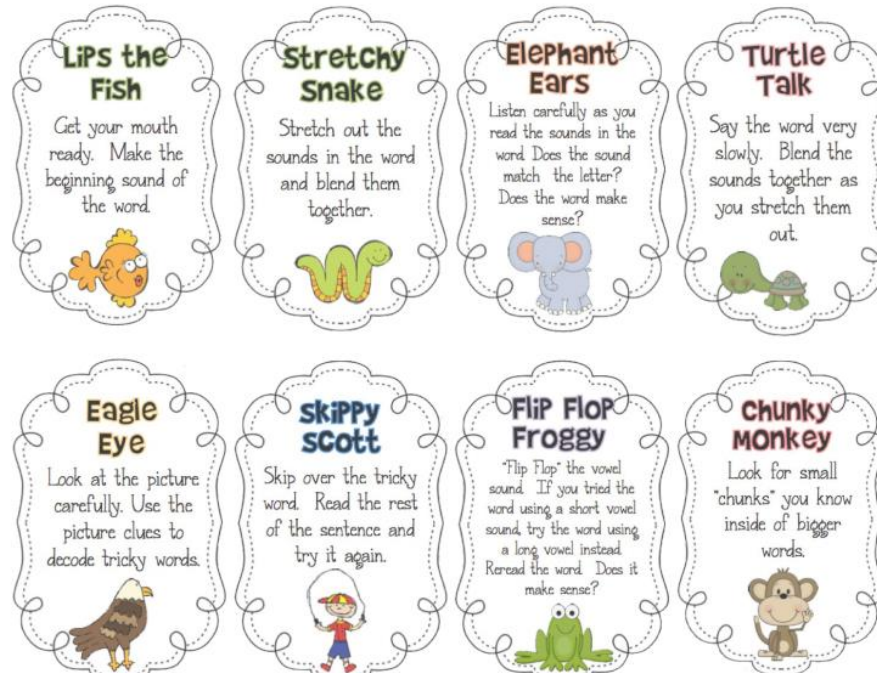 Lips the
Fish
Get your mouth
ready. Make the
beginning sound of
the word.
Stretchy
Snake
Stretch out the
sounds in the word
and blend them
together.
Elephant
Ears
Listen carefully as you
read the sounds in the
word. Does the sound
match the letter?
Does the word make
sense?
Turtle
Talk
Say the word very
slowly. Blend the
sounds together as
you stretch them
out.
Eagle
Eye
Look at the picture
carefully. Use the
picture clues to
decode tricky words.
Skippy
Scott
Skip over the tricky
word. Read the rest
of the sentence and
try it again.
Flip Flop
Froggy
"Flip Flop" the vowel
sound. If you tried the
word using a short vowel
sound, try the word using
a long vowel instead.
Reread the word. Does it
make sense?
Chunky
Monkey
Look for small
"chunks" you know
inside of bigger
words.